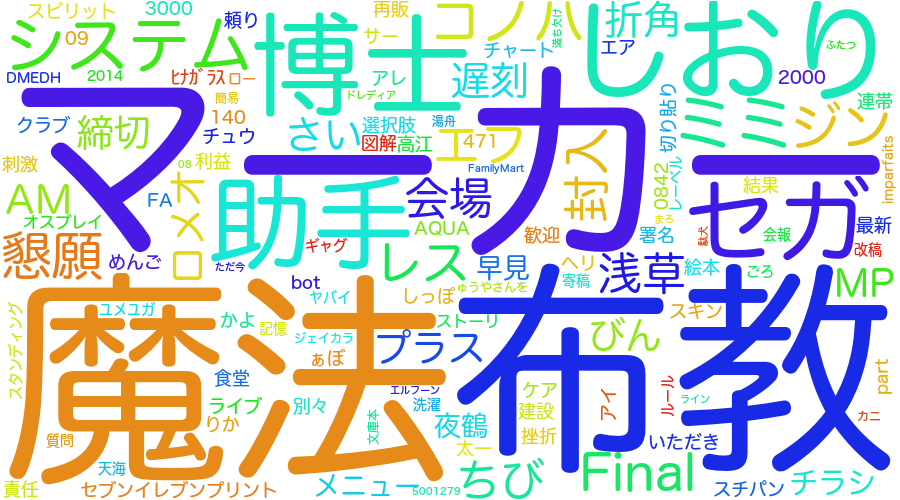 スピリット
3000
再販
コノハ
折角
しおり
システム
09
頼り
博士
サー
チャート
エア
満ち欠け
ふたつ
DMEDH
2014
ヒナガラス
ロー
アレ
遅刻
2000
ドレディア
マーカー
簡易
140
クラブ
締切
チュウ
さい
選択肢
湯舟
471
エフ
ミミ
ジン
連帯
切り貼り
図解
高江
刺激
08
利益
FamilyMart
封入
0842
レーベル
imparfaits
AM
ロメオ
助手
会場
結果
セガ
FA
オスプレイ
AQUA
まろ
懇願
めんご
ギャグ
歓迎
署名
駄犬
会報
最新
改稿
ただ今
レス
早見
ヘリ
浅草
絵本
ごろ
MP
bot
寄稿
ゆうやさんを
魔法
ユメユガ
ヤバイ
しっぽ
布教
スキン
スタンディング
かよ
記憶
ストーリ
びん
ジェイカラ
ぁぼ
プラス
part
食堂
エルフーン
ケア
アイ
ルール
ライン
ライブ
別々
文庫本
洗濯
建設
カニ
りか
夜鶴
挫折
いただき
質問
太一
天海
ちび
Final
責任
セブンイレブンプリント
メニュー
5001279
スチパン
チラシ